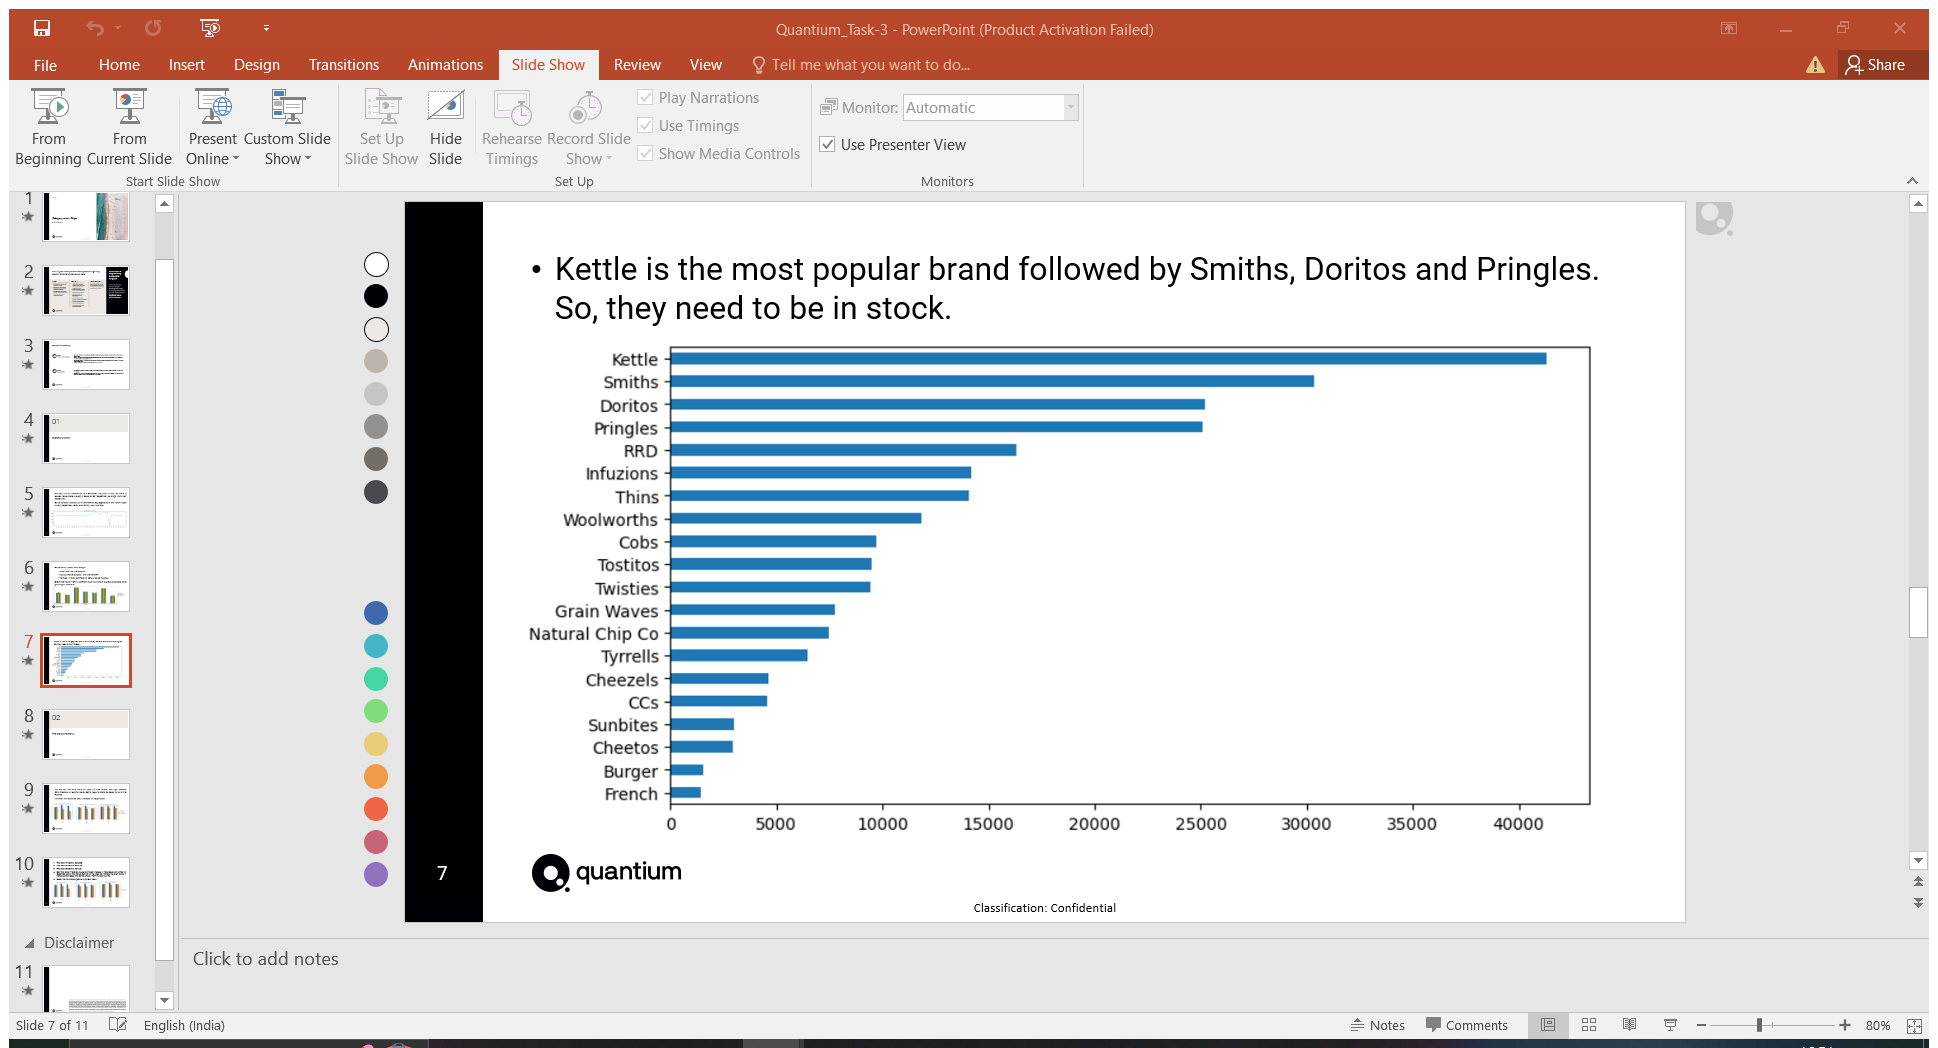 Quantium_Task-3 - PowerPoint (Product Activation Failed)
File Home Insert Design Transitions Animations Slide Show Review View Tell me what you want to do... Share
From Beginning
From Current Slide
Present Online
Custom Slide Show
Start Slide Show
Set Up Slide Show
Hide Slide
Rehearse Timings
Record Slide Show
Play Narrations
Use Timings
Show Media Controls
Set Up
Monitor: Automatic
Use Presenter View
Monitors
1
2
3
4
01
5
6
7
8
02
9
10
Disclaimer
11
• Kettle is the most popular brand followed by Smiths, Doritos and Pringles.
So, they need to be in stock.
Kettle
Smiths
Doritos
Pringles
RRD
Infuzions
Thins
Woolworths
Cobs
Tostitos
Twisties
Grain Waves
Natural Chip Co
Tyrrells
Cheezels
CCs
Sunbites
Cheetos
Burger
French
0 5000 10000 15000 20000 25000 30000 35000 40000
7
quantium
Classification: Confidential
Click to add notes
Slide 7 of 11 English (India) Notes Comments 80%